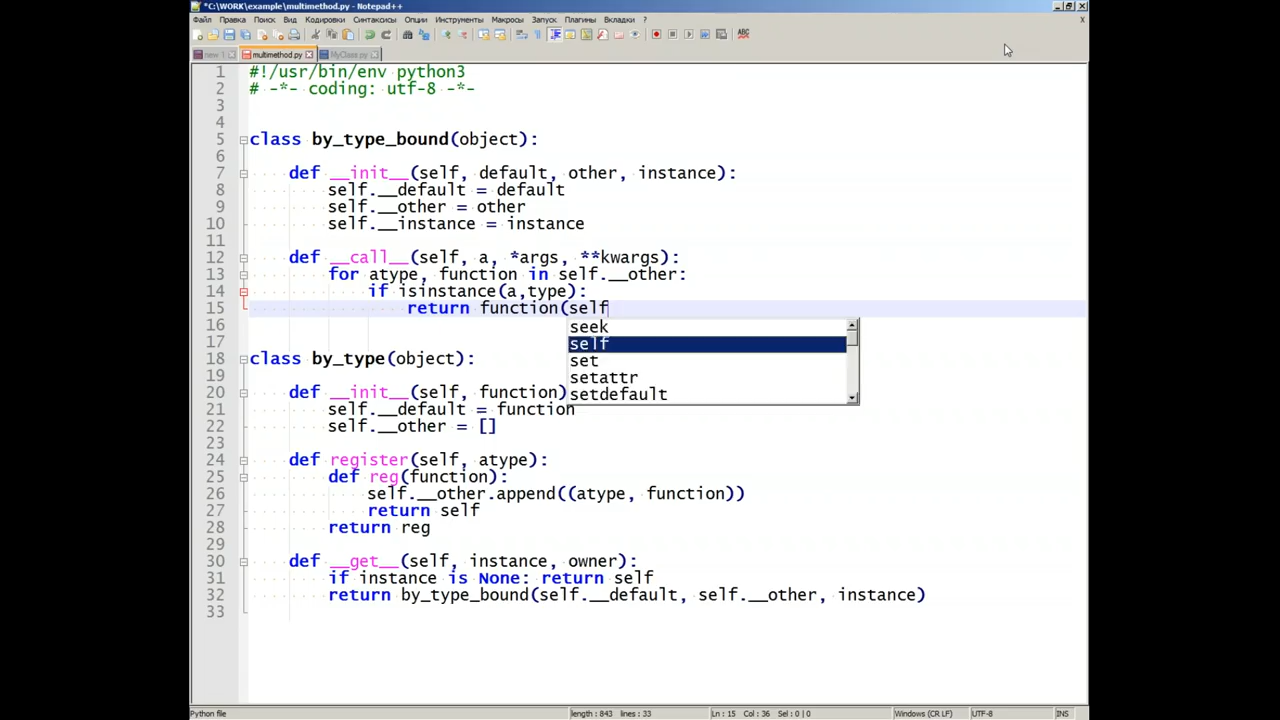 *C:\WORK\example\multimethod.py - Notepad++
Файл Правка Поиск Вид Кодировки Синтаксисы Опции Инструменты Макросы Запуск Плагины Вкладки ? X
new 1 multimethod.py MyClass.py
1 #!/usr/bin/env python3
2 # -*- coding: utf-8 -*-
3
4
5 class by_type_bound(object):
6
7 def __init__(self, default, other, instance):
8 self.__default = default
9 self.__other = other
10 self.__instance = instance
11
12 def __call__(self, a, *args, **kwargs):
13 for atype, function in self.__other:
14 if isinstance(a,type):
15 return function(self
16 seek
17 self
18 class by_type(object): set
19 setattr
20 def __init__(self, function) setdefault
21 self.__default = function
22 self.__other = []
23
24 def register(self, atype):
25 def reg(function):
26 self.__other.append((atype, function))
27 return self
28 return reg
29
30 def __get__(self, instance, owner):
31 if instance is None: return self
32 return by_type_bound(self.__default, self.__other, instance)
33
Python file length : 843 lines : 33 Ln : 15 Col : 36 Sel : 0 | 0 Windows (CR LF) UTF-8 INS